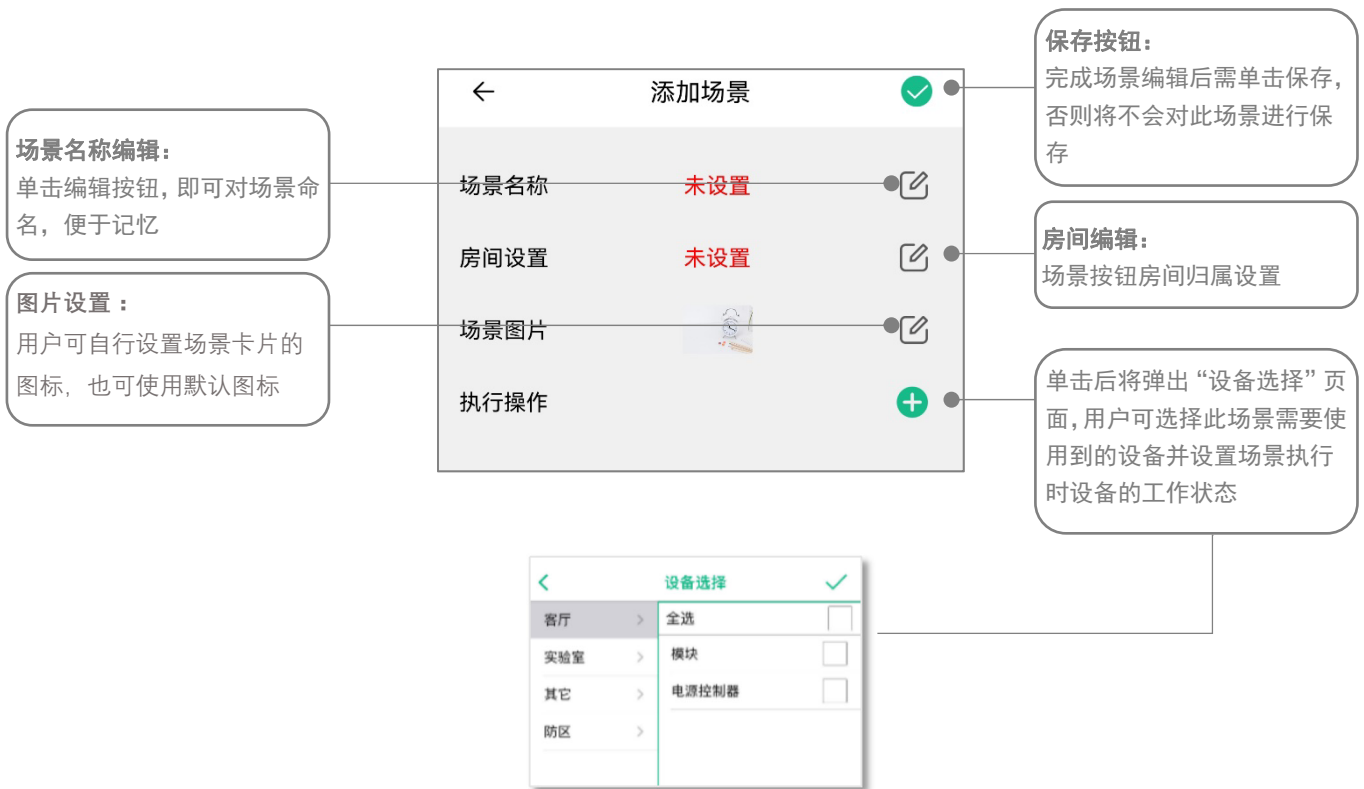 保存按钮：
完成场景编辑后需单击保存，
否则将不会对此场景进行保
存
添加场景
场景名称编辑：
单击编辑按钮，即可对场景命
名，便于记忆
场景名称
未设置
房间编辑：
场景按钮房间归属设置
房间设置
未设置
图片设置：
用户可自行设置场景卡片的
图标，也可使用默认图标
场景图片
执行操作
单击后将弹出“设备选择”页
面，用户可选择此场景需要使
用到的设备并设置场景执行
时设备的工作状态
设备选择
客厅
全选
实验室
模块
其它
电源控制器
防区